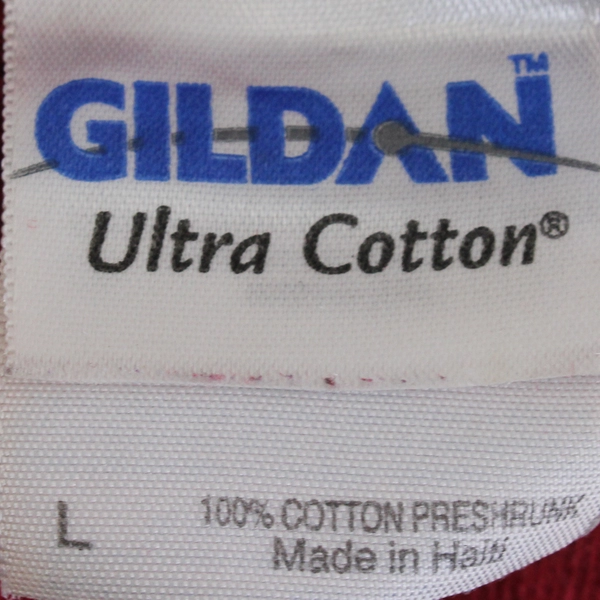 GILDAN™
Ultra Cotton®
L
100% COTTON PRESHRUNK
Made in Haiti